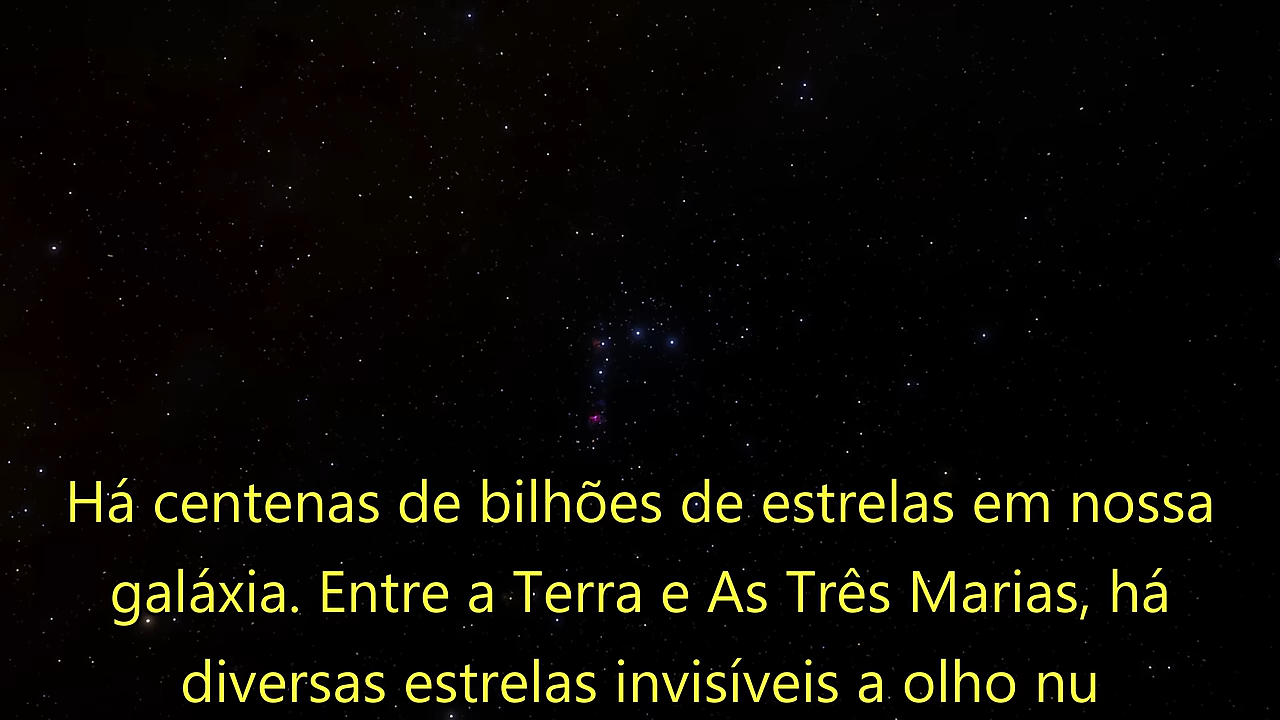 Há centenas de bilhões de estrelas em nossa
galáxia. Entre a Terra e As Três Marias, há
diversas estrelas invisíveis a olho nu